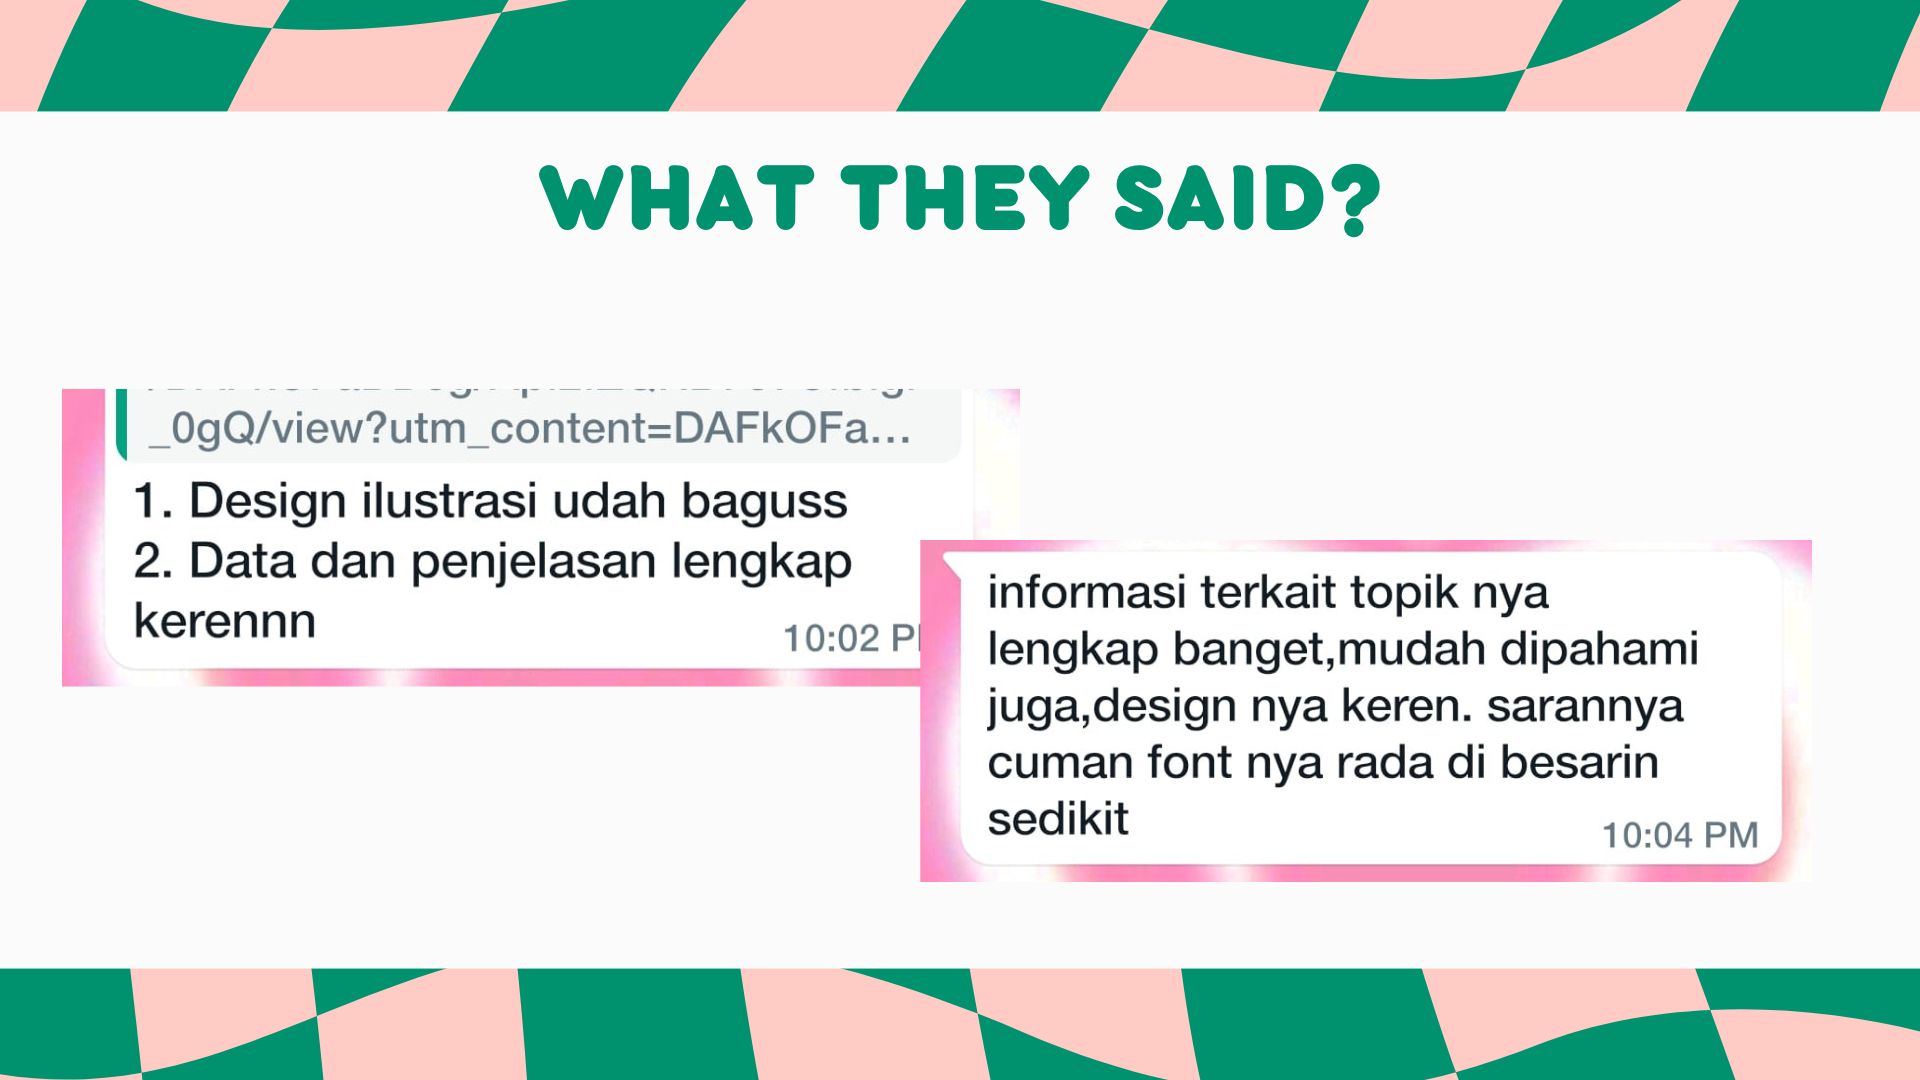 WHAT THEY SAID?
_0gQ/view?utm_content=DAFkOFa...
1. Design ilustrasi udah baguss
2. Data dan penjelasan lengkap
kerennn
10:02
informasi terkait topik nya
lengkap banget,mudah dipahami
juga,design nya keren. sarannya
cuman font nya rada di besarin
sedikit
10:04 PM